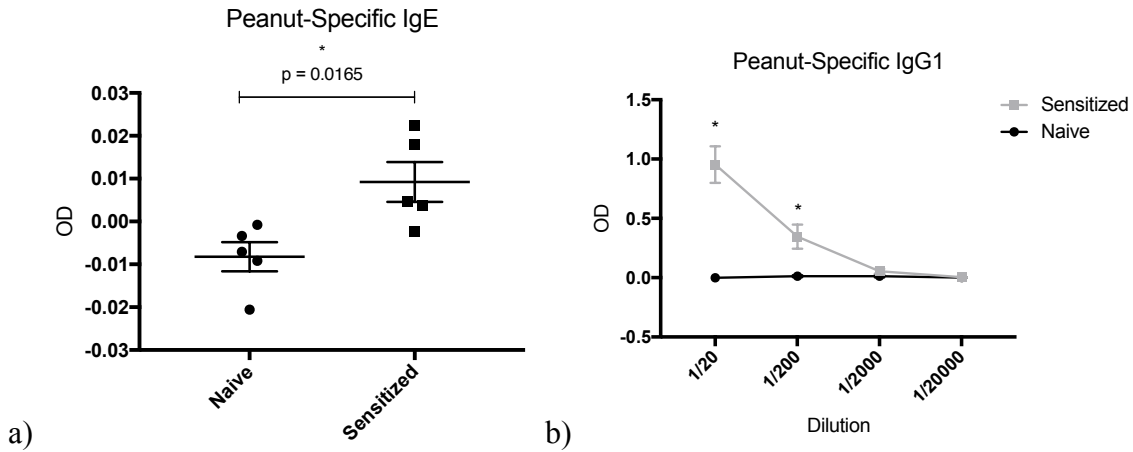 Peanut-Specific IgE
*
p = 0.0165
0.03
0.02
0.01
0.00
-0.01
-0.02
-0.03
OD
Naive
Sensitized
a)
Peanut-Specific IgG1
1.5
1.0
0.5
0.0
-0.5
OD
*
*
1/20
1/200
1/2000
1/20000
Dilution
Sensitized
Naive
b)